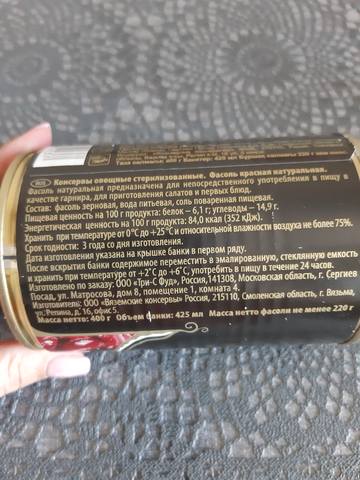 RUS Консервы овощные стерилизованные. Фасоль красная натуральная.
Фасоль натуральная предназначена для непосредственного употребления в пищу в
качестве гарнира, для приготовления салатов и первых блюд.
Состав: фасоль зерновая, вода питьевая, соль поваренная пищевая.
Пищевая ценность на 100 г продукта: белок – 6,1 г; углеводы – 14,9 г.
Энергетическая ценность на 100 г продукта: 84,0 ккал (352 кДж).
Хранить при температуре от 0°С до +25°С и относительной влажности воздуха не более 75%.
Срок годности: 3 года со дня изготовления.
Дата изготовления указана на крышке банки в первом ряду.
После вскрытия банки содержимое переместить в эмалированную, стеклянную емкость
и хранить при температуре от +2°С до +6°С, употребить в пищу в течение 24 часов.
Изготовлено по заказу: ООО «Три-С Фуд», Россия,141308, Московская область, г. Сергиев
Посад, ул. Матросова, дом 8, помещение 1, комната 4.
Изготовитель: ООО «Вяземские консервы» Россия, 215110, Смоленская область, г. Вязьма,
ул. Репина, д. 16, офис 5.
Масса нетто: 400 г Объем банки: 425 мл Масса нетто фасоли не менее 220 г